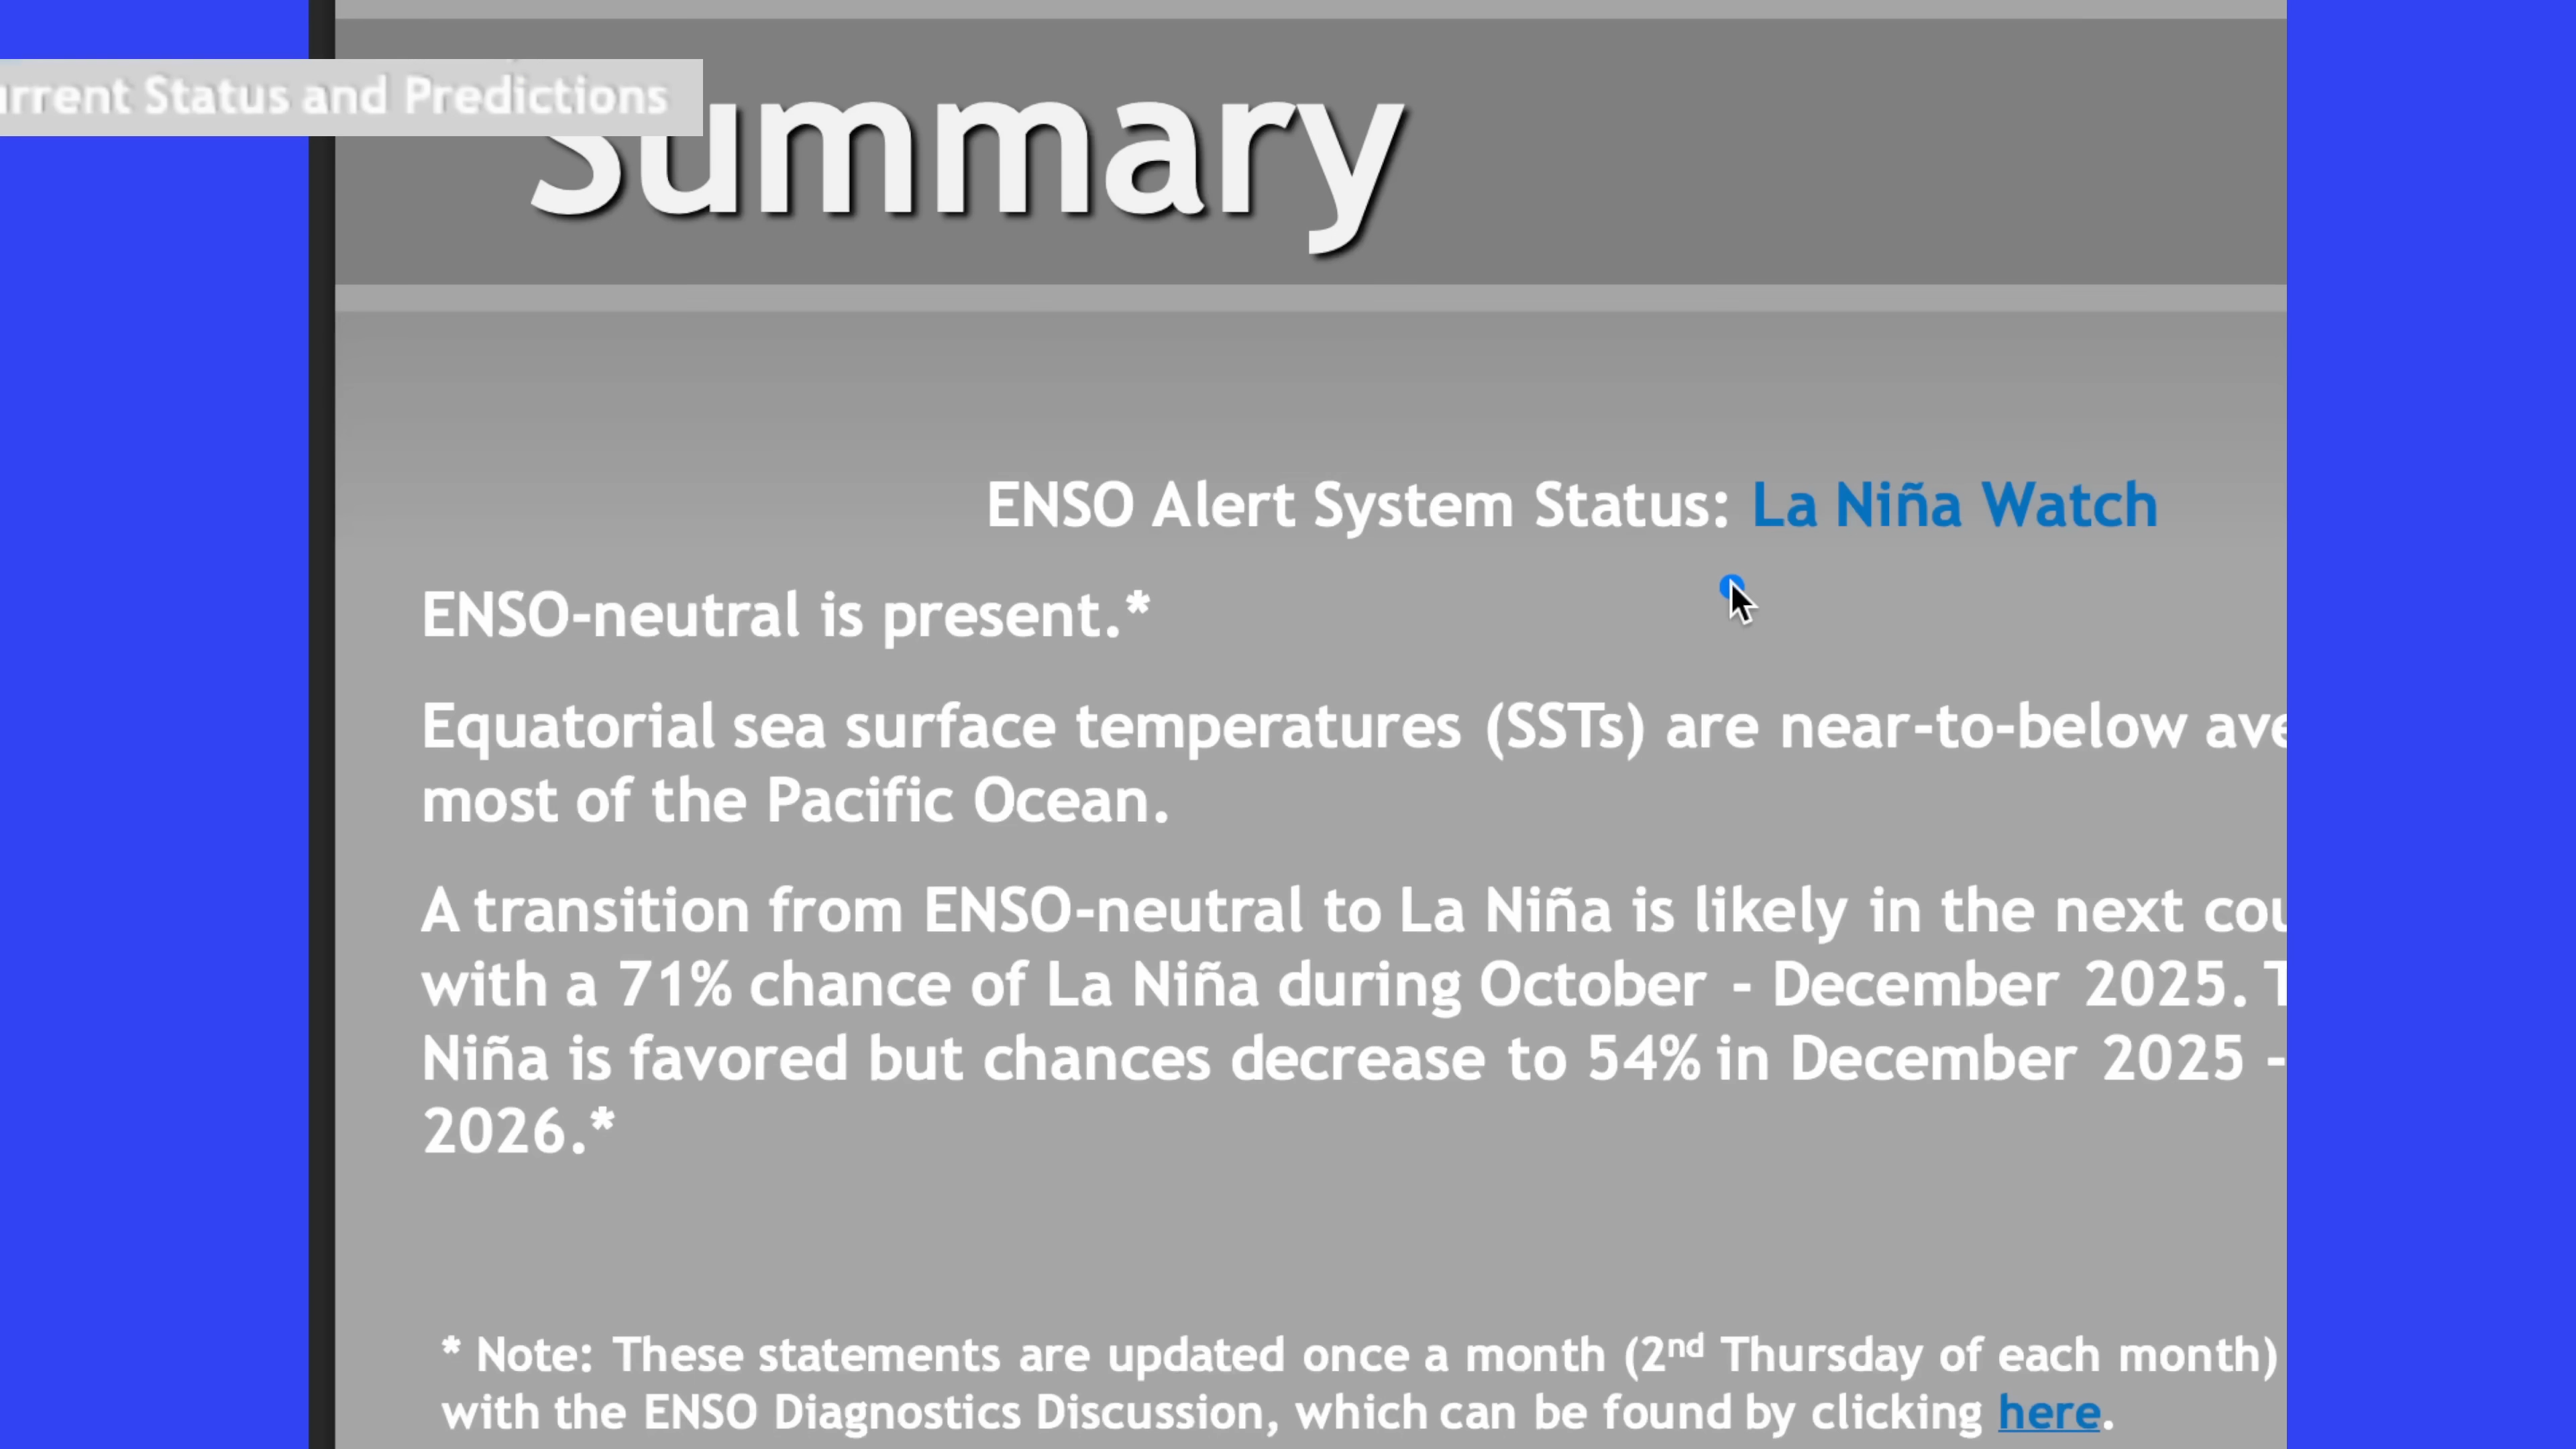 rrent Status and Predictions
Summary
ENSO Alert System Status: La Niña Watch
ENSO-neutral is present.*
Equatorial sea surface temperatures (SSTs) are near-to-below
most of the Pacific Ocean.
A transition from ENSO-neutral to La Niña is likely in the next
with a 71% chance of La Niña during October - December 2025.
Niña is favored but chances decrease to 54% in December 2025 -
2026.*
* Note: These statements are updated once a month (2nd Thursday of each month)
with the ENSO Diagnostics Discussion, which can be found by clicking here.